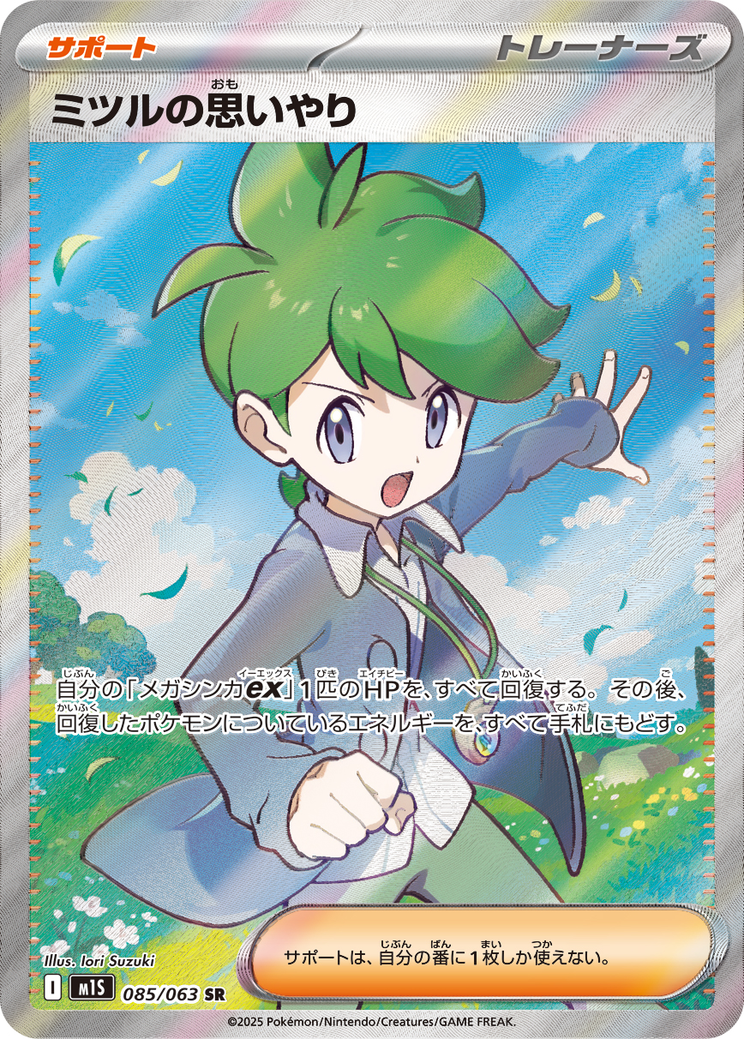 サポート
トレーナーズ
おも
ミツルの思いやり
じぶん イーエックス ぴき エイチピー かいふく ご
自分の「メガシンカex」1匹のHPを、すべて回復する。その後、
かいふく てふだ
回復したポケモンについているエネルギーを、すべて手札にもどす。
じぶん ばん まい つか
サポートは、自分の番に1枚しか使えない。
Illus. Iori Suzuki
I M1S 085/063 SR
©2025 Pokémon/Nintendo/Creatures/GAME FREAK.